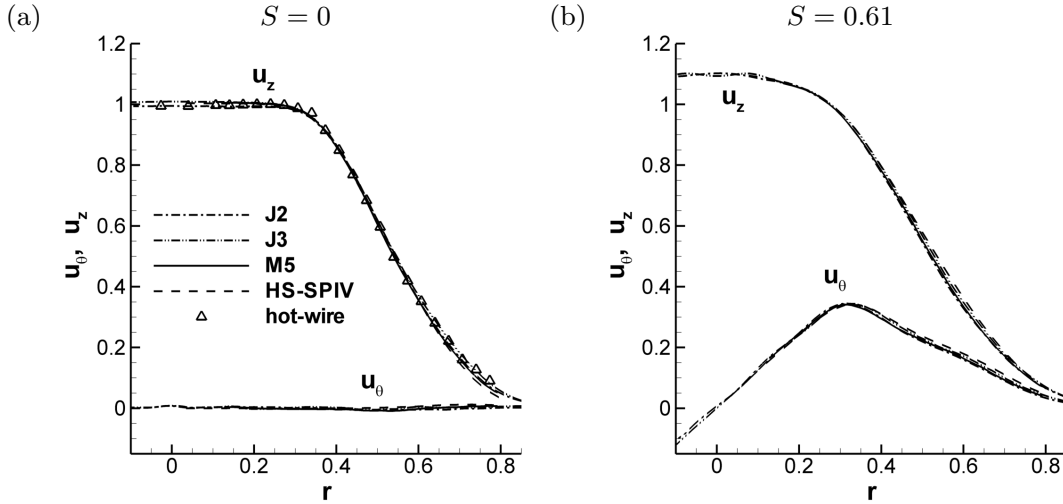 (a) S = 0
1.2
1
0.8
0.6
0.4
0.2
0
u_θ, u_z
u_z
J2
J3
M5
HS-SPIV
hot-wire
u_θ
0 0.2 0.4 0.6 0.8
r
(b) S = 0.61
1.2
1
0.8
0.6
0.4
0.2
0
u_θ, u_z
u_z
u_θ
0 0.2 0.4 0.6 0.8
r